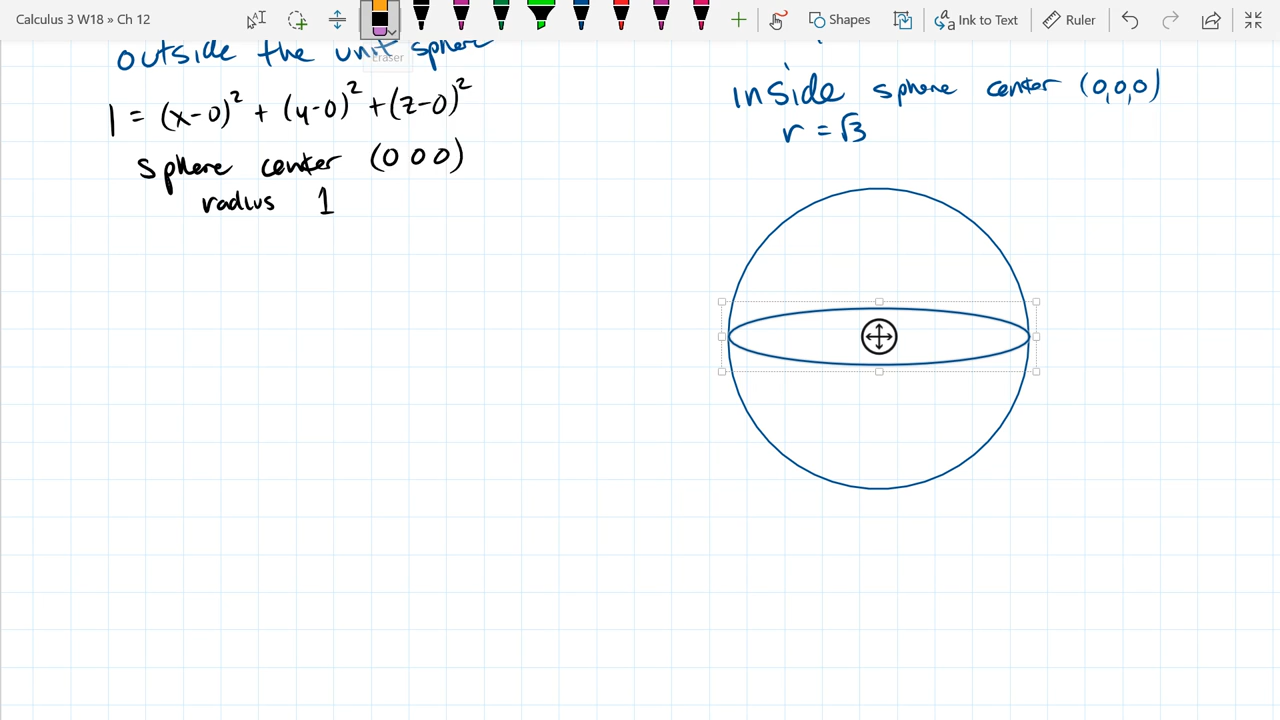 Calculus 3 W18 » Ch 12
Shapes
Ink to Text
Ruler
Eraser
outside the unit sphere
1 = (x-0)² + (y-0)² + (z-0)²
sphere center (0 0 0)
radius 1
inside sphere center (0,0,0)
r = √3